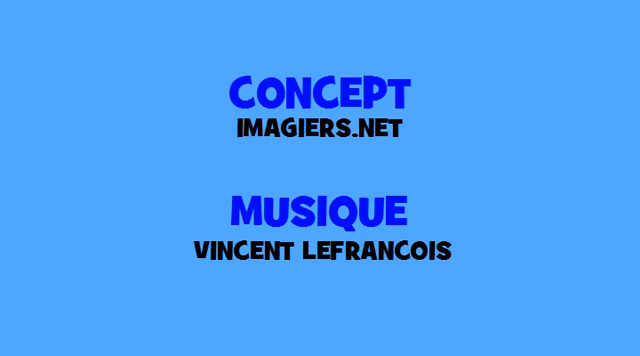 CONCEPT
IMAGIERS.NET
MUSIQUE
VINCENT LEFRANCOIS